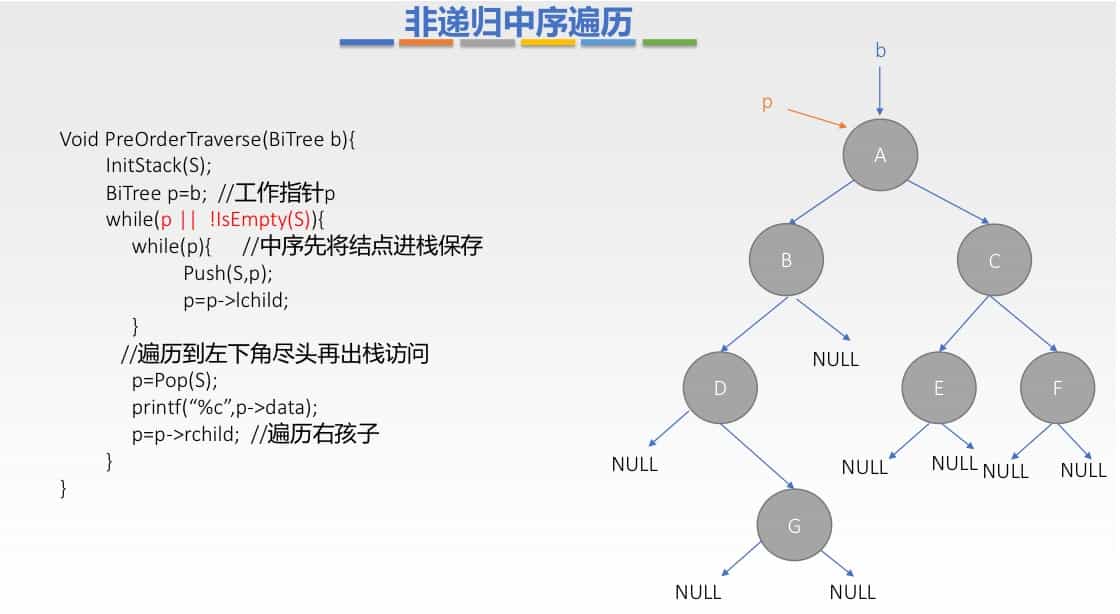 非递归中序遍历
Void PreOrderTraverse(BiTree b){
InitStack(S);
BiTree p=b; //工作指针p
while(p || !IsEmpty(S)){
while(p){ //中序先将结点进栈保存
Push(S,p);
p=p->lchild;
}
//遍历到左下角尽头再出栈访问
p=Pop(S);
printf(“%c”,p->data);
p=p->rchild; //遍历右孩子
}
}
b
p
A
B
C
NULL
D
E
F
NULL
NULL
NULL
NULL
NULL
G
NULL
NULL